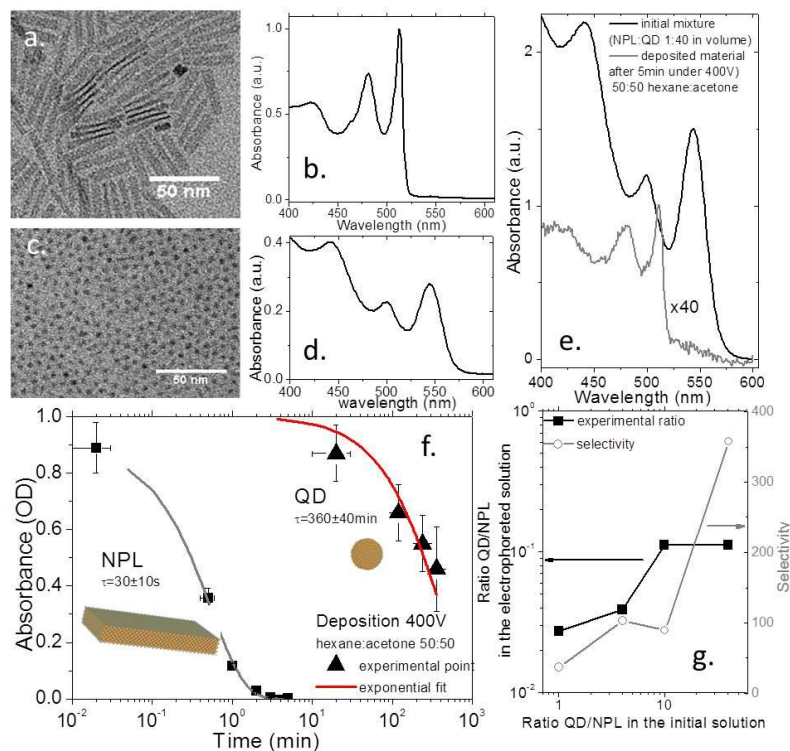 a.
50 nm
c.
50 nm
Absorbance (a.u.)
1.0
0.5
0.0
b.
400 450 500 550 600
Wavelength (nm)
Absorbance (a.u.)
0.4
0.2
0.0
d.
400 450 500 550 600
wavelength (nm)
Absorbance (a.u.)
2
1
0
initial mixture
(NPL:QD 1:40 in volume)
deposited material
after 5min under 400V)
50:50 hexane:acetone
x40
e.
400 450 500 550 600
Wavelength (nm)
Absorbance (OD)
1.0
0.8
0.6
0.4
0.2
0.0
f.
QD
τ=360±40min
NPL
τ=30±10s
Deposition 400V
hexane:acetone 50:50
experimental point
exponential fit
10-2 10-1 100 101 102 103
Time (min)
Ratio QD/NPL
in the electrophoreted solution
100
10-1
10-2
experimental ratio
selectivity
400
300
200
100
0
Selectivity
g.
1 10
Ratio QD/NPL in the initial solution